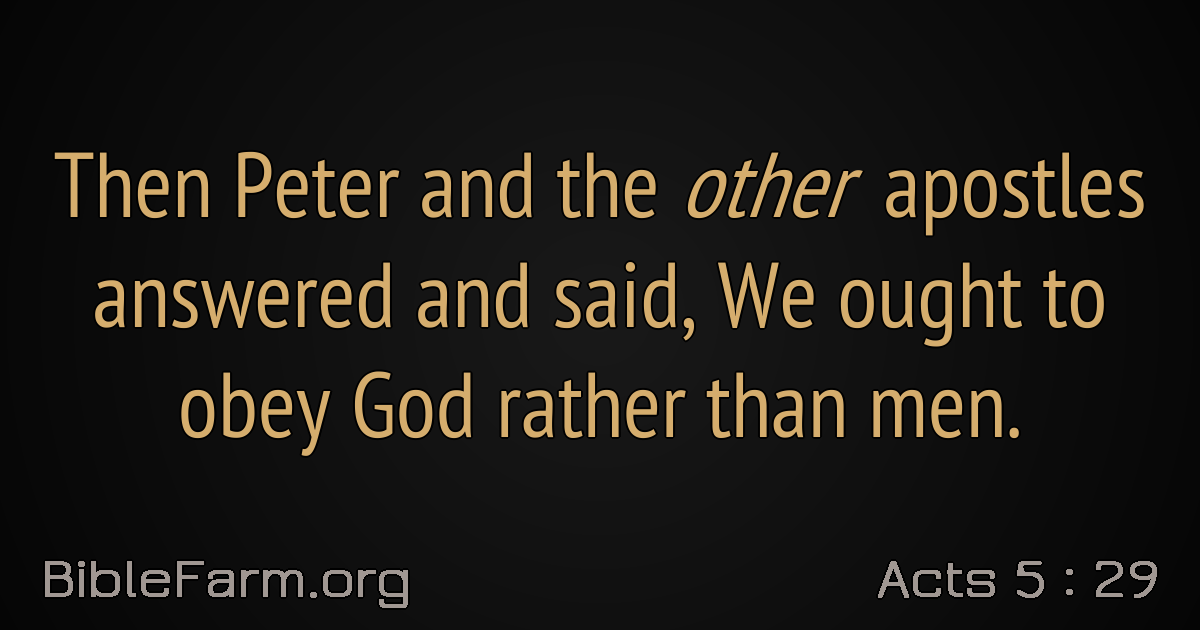 Then Peter and the other apostles
answered and said, We ought to
obey God rather than men.
BibleFarm.org
Acts 5 : 29